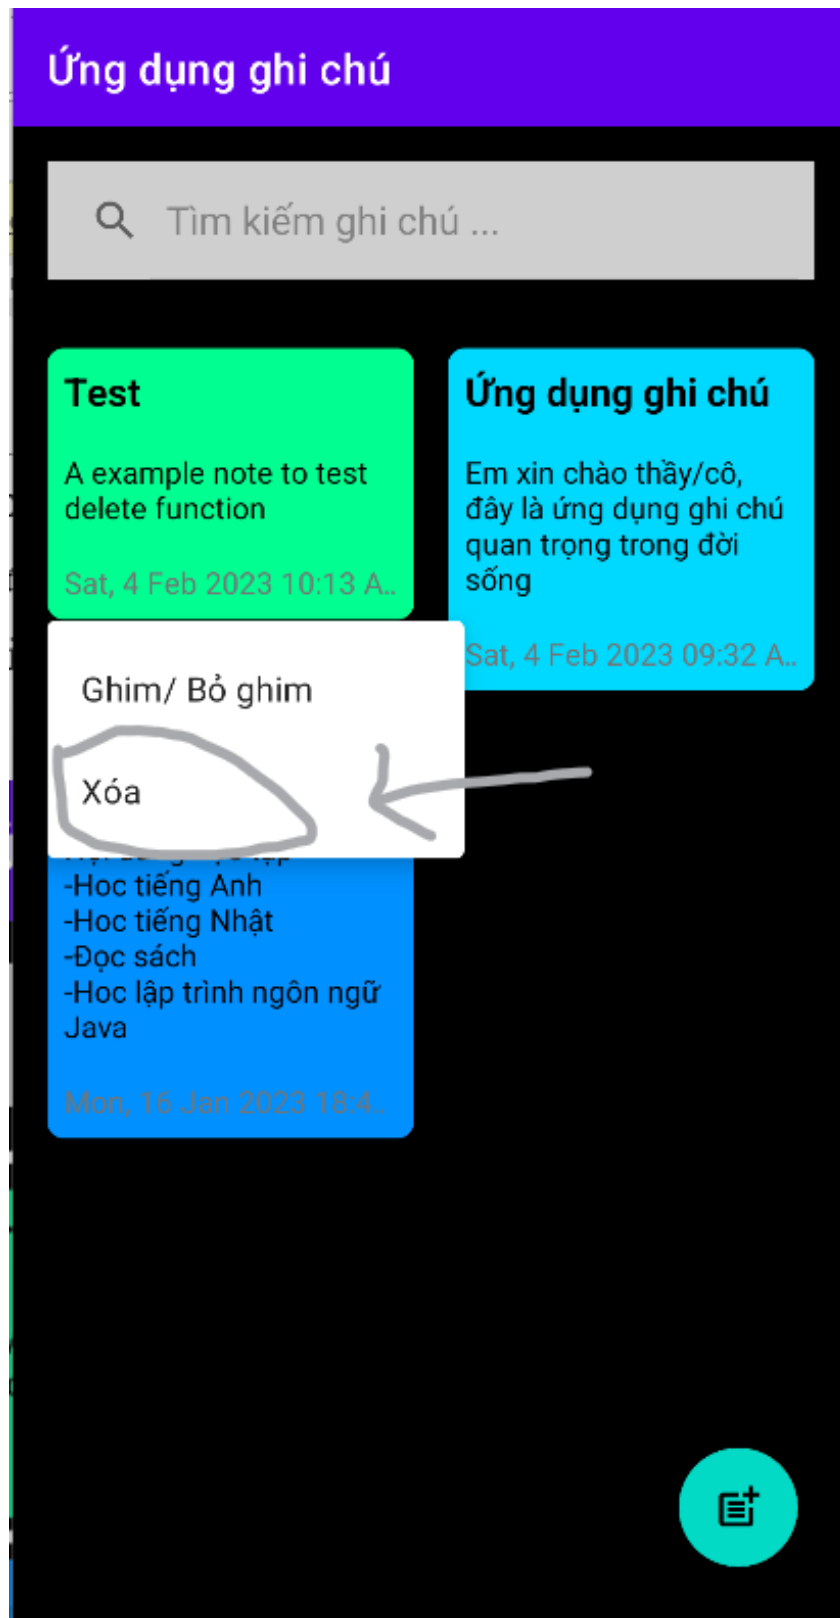 Ứng dụng ghi chú
Tìm kiếm ghi chú ...
Test
A example note to test
delete function
Sat, 4 Feb 2023 10:13 A..
Ứng dụng ghi chú
Em xin chào thầy/cô,
đây là ứng dụng ghi chú
quan trọng trong đời
sống
Sat, 4 Feb 2023 09:32 A..
Ghim/ Bỏ ghim
Xóa
-Hoc tiếng Anh
-Hoc tiếng Nhật
-Đọc sách
-Hoc lập trình ngôn ngữ
Java
Mon, 16 Jan 2023 18:4..